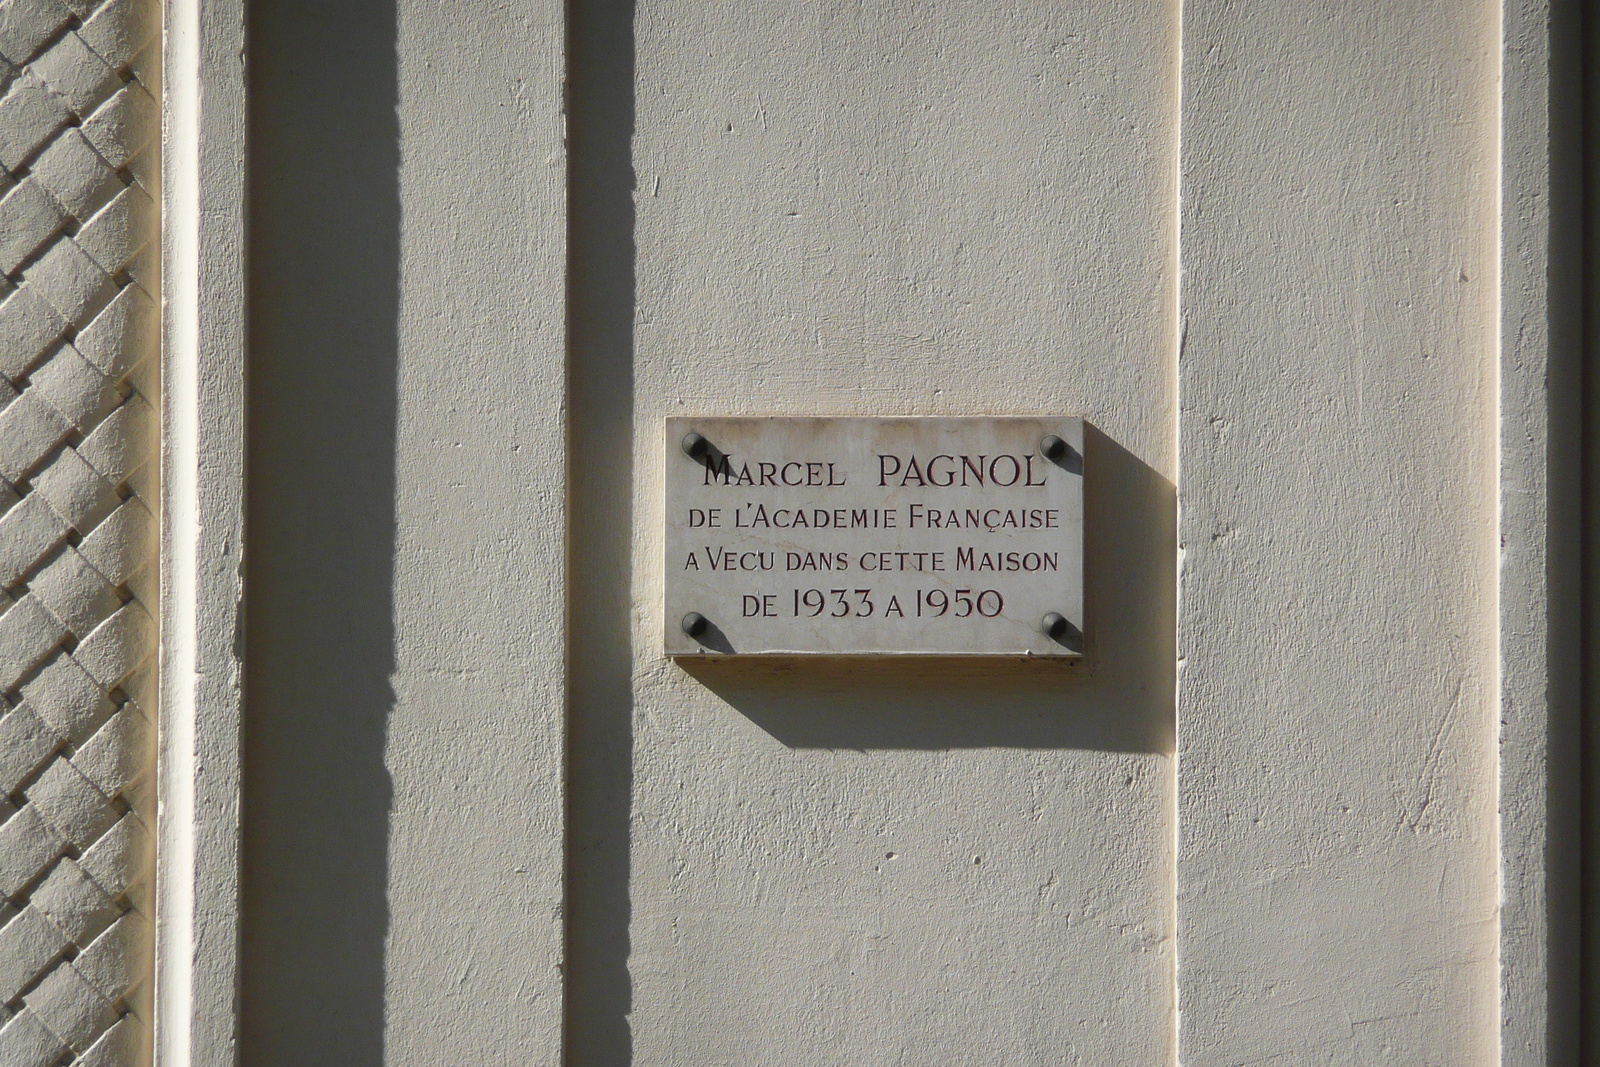 MARCEL PAGNOL
DE L'ACADEMIE FRANÇAISE
A VECU DANS CETTE MAISON
DE 1933 A 1950